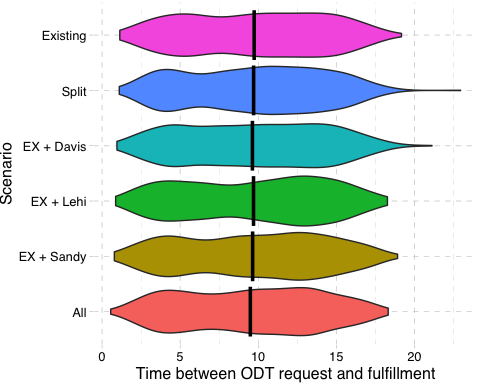 Existing
Split
EX + Davis
EX + Lehi
EX + Sandy
All
Scenario
0 5 10 15 20
Time between ODT request and fulfillment